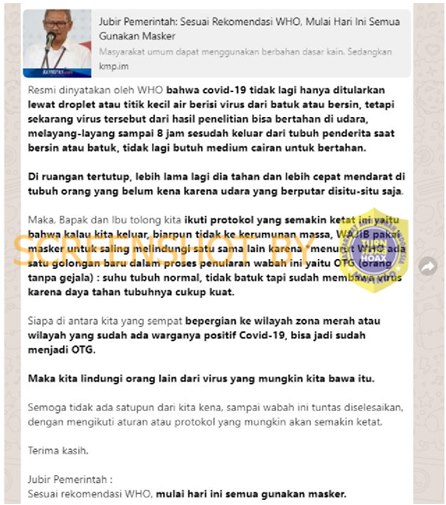 Jubir Pemerintah: Sesuai Rekomendasi WHO, Mulai Hari Ini Semua
Gunakan Masker
Masyarakat umum dapat menggunakan berbahan dasar kain. Sedangkan
kmp.im
Resmi dinyatakan oleh WHO bahwa covid-19 tidak lagi hanya ditularkan
lewat droplet atau titik kecil air berisi virus dari batuk atau bersin, tetapi
sekarang virus tersebut dari hasil penelitian bisa bertahan di udara,
melayang-layang sampai 8 jam sesudah keluar dari tubuh penderita saat
bersin atau batuk, tidak lagi butuh medium cairan untuk bertahan.
Di ruangan tertutup, lebih lama lagi dia tahan dan lebih cepat mendarat di
tubuh orang yang belum kena karena udara yang berputar disitu-situ saja.
Maka, Bapak dan Ibu tolong kita ikuti protokol yang semakin ketat ini yaitu
bahwa kalau kita keluar, biarpun tidak ke kerumunan massa, WAJIB pakai
masker untuk saling melindungi satu sama lain karena "menurut WHO ada
satu golongan baru dalam proses penularan wabah ini yaitu OTG (orang
tanpa gejala) : suhu tubuh normal, tidak batuk tapi sudah membawa virus
karena daya tahan tubuhnya cukup kuat.
SCREENSHOT BY
TURN BACK
HOAX
Siapa di antara kita yang sempat bepergian ke wilayah zona merah atau
wilayah yang sudah ada warganya positif Covid-19, bisa jadi sudah
menjadi OTG.
Maka kita lindungi orang lain dari virus yang mungkin kita bawa itu.
Semoga tidak ada satupun dari kita kena, sampai wabah ini tuntas diselesaikan,
dengan mengikuti aturan atau protokol yang mungkin akan semakin ketat.
Terima kasih.
Jubir Pemerintah :
Sesuai rekomendasi WHO, mulai hari ini semua gunakan masker.